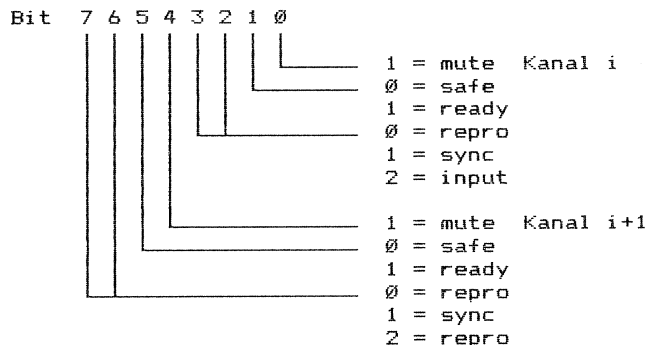 Bit 7 6 5 4 3 2 1 Ø
1 = mute Kanal i
Ø = safe
1 = ready
Ø = repro
1 = sync
2 = input
1 = mute Kanal i+1
Ø = safe
1 = ready
Ø = repro
1 = sync
2 = repro